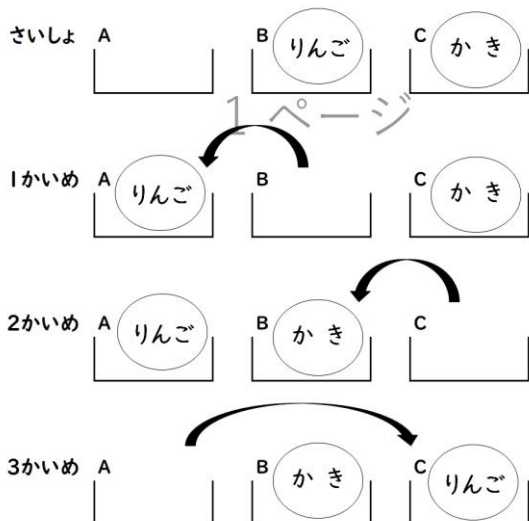 さいしょ A B りんご C かき
1ページ
1かいめ A りんご B C かき
2かいめ A りんご B かき C
3かいめ A B かき C りんご